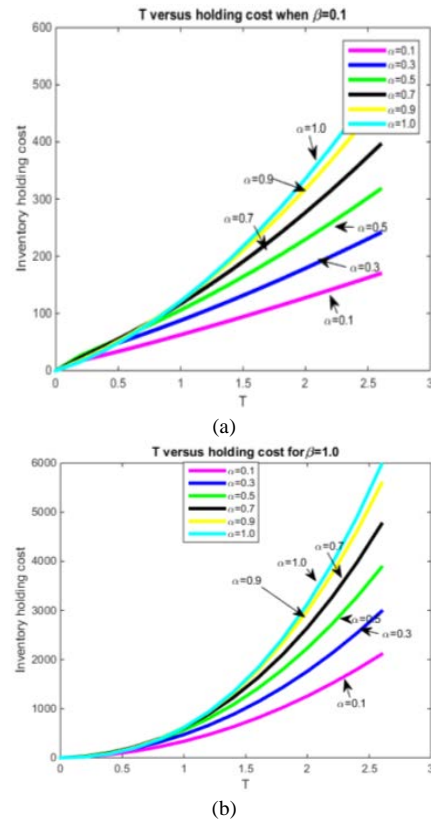 T versus holding cost when β=0.1
600
500
400
300
200
100
0
Inventory holding cost
0
0.5
1
1.5
2
2.5
3
T
α=0.1
α=0.3
α=0.5
α=0.7
α=0.9
α=1.0
α=1.0
α=0.9
α=0.7
α=0.5
α=0.3
α=0.1
(a)
T versus holding cost for β=1.0
6000
5000
4000
3000
2000
1000
0
Inventory holding cost
0
0.5
1
1.5
2
2.5
3
T
α=0.1
α=0.3
α=0.5
α=0.7
α=0.9
α=1.0
α=0.7
α=1.0
α=0.9
α=0.5
α=0.3
α=0.1
(b)